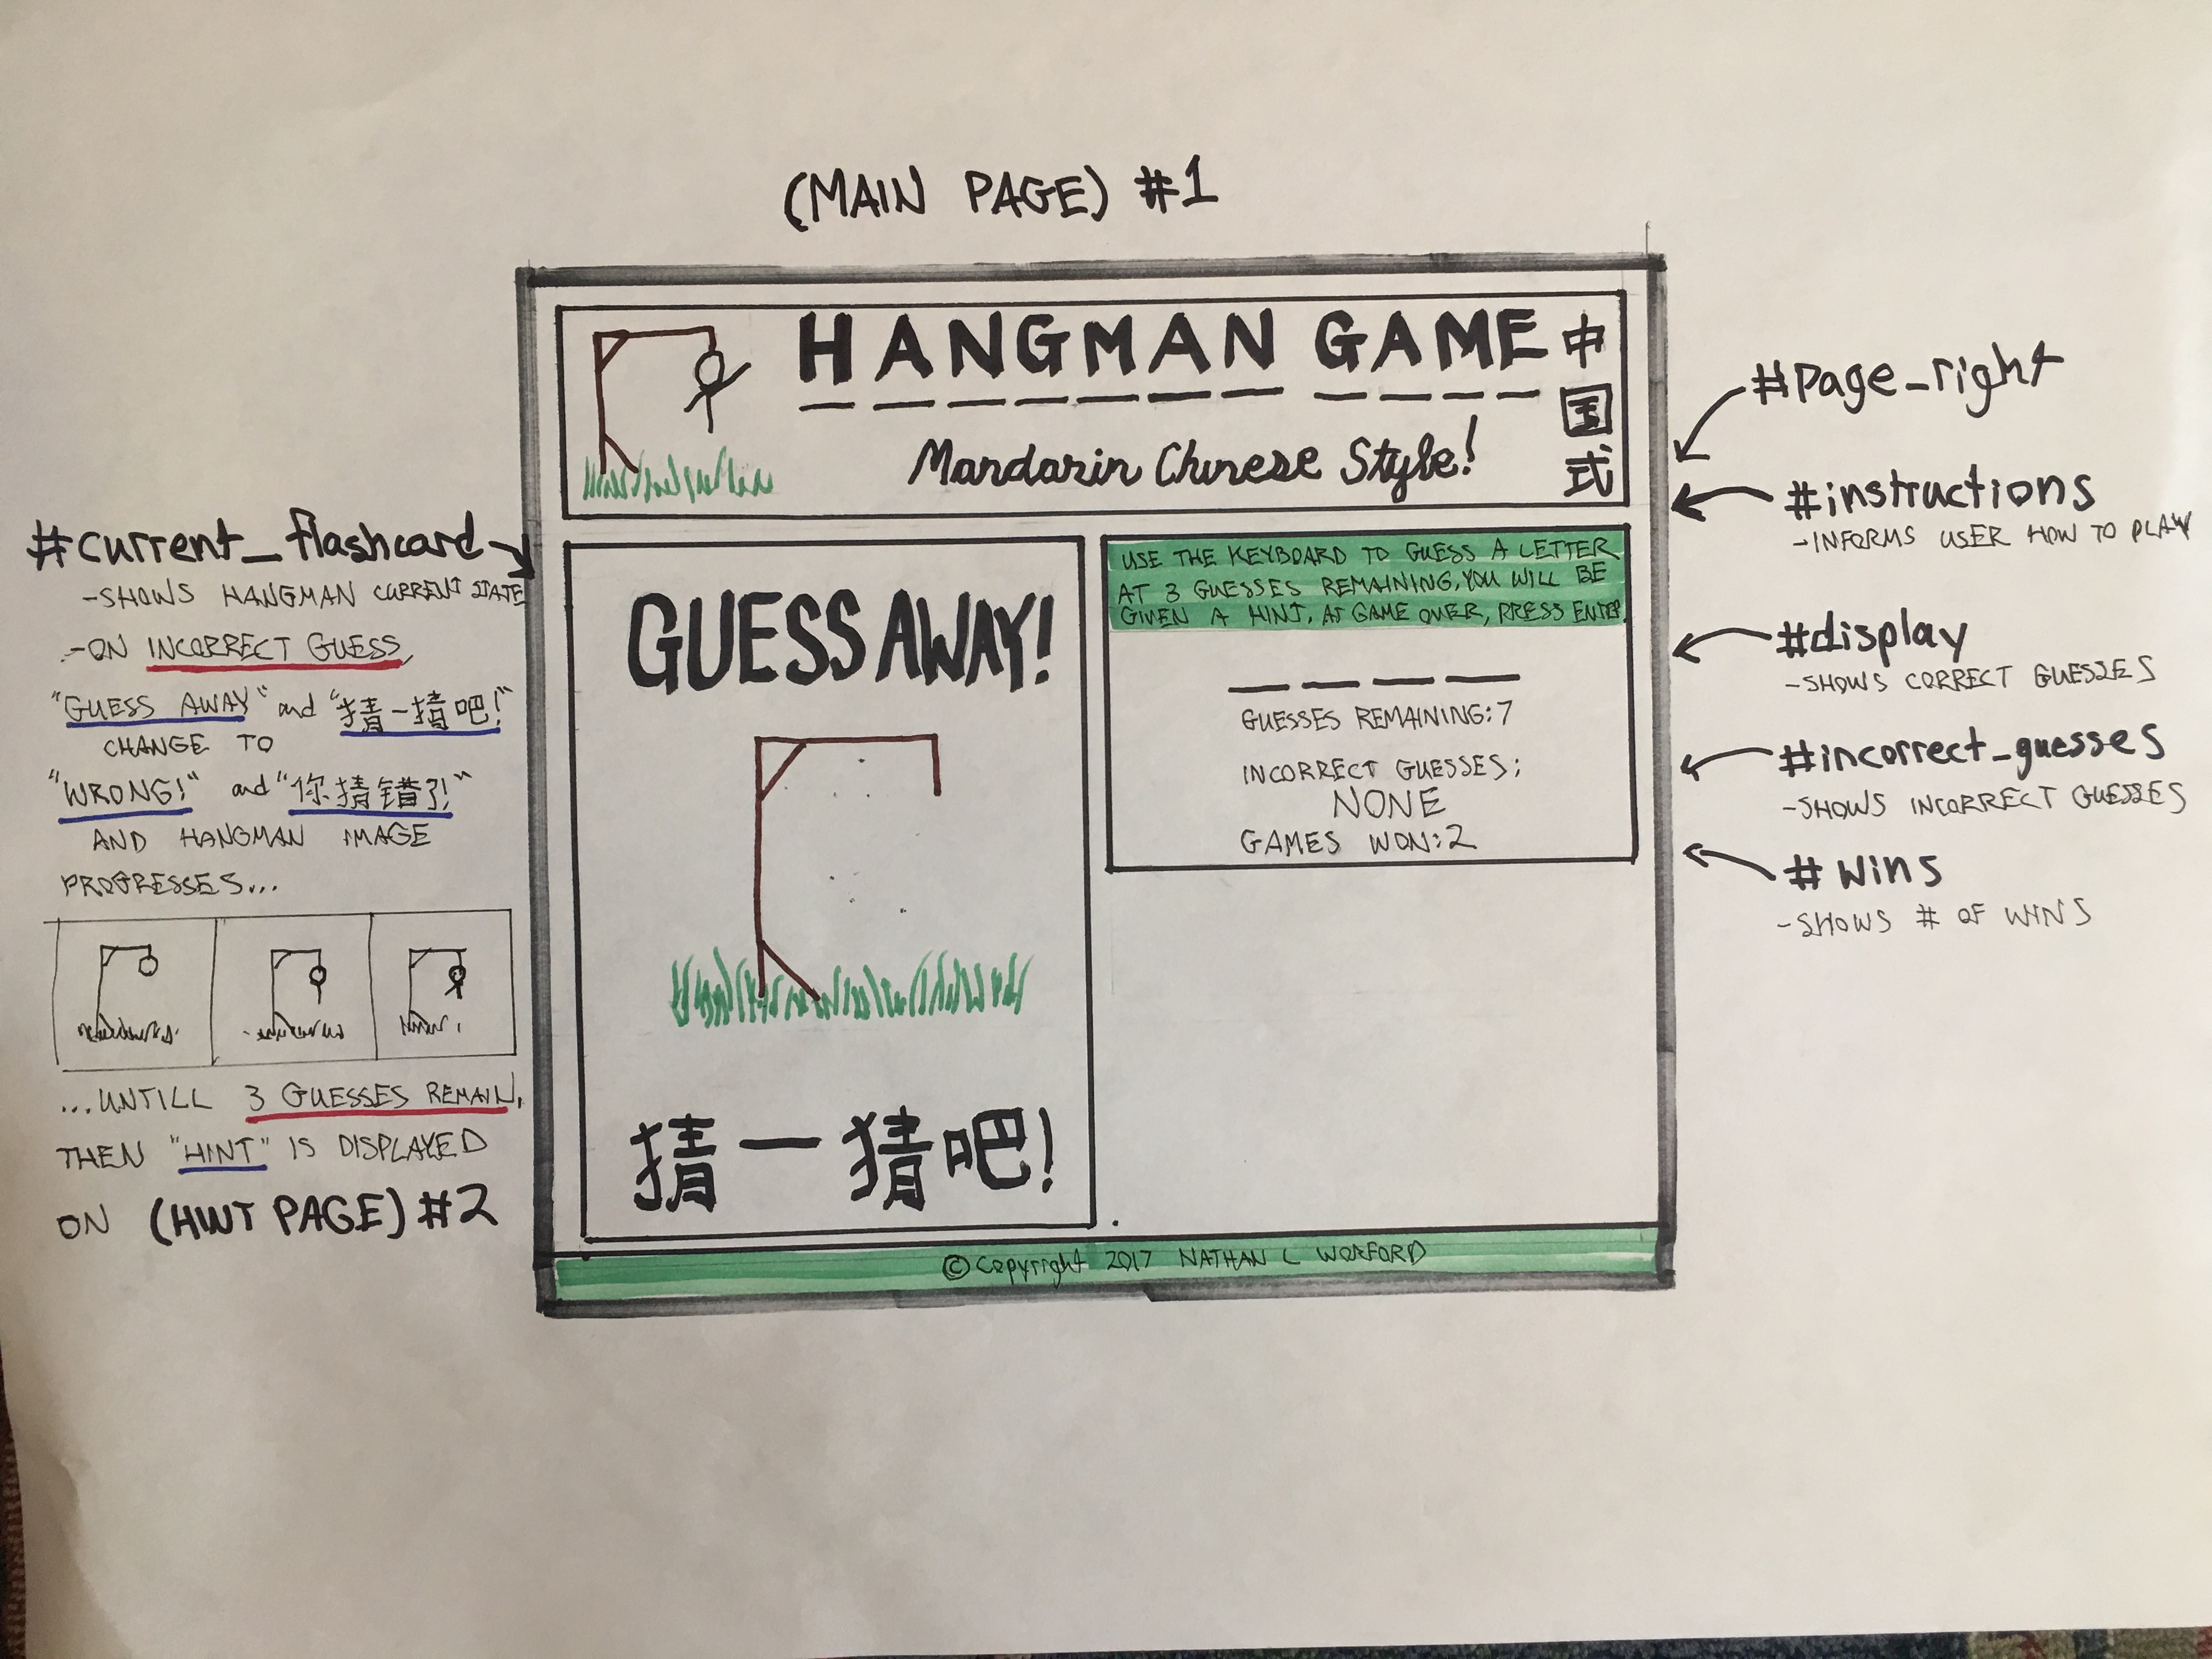 (MAIN PAGE) #1
HANGMAN GAME
Mandarin Chinese Style!
中
国
式
#current_flashcard
-SHOWS HANGMAN CURRENT STATE
-ON INCORRECT GUESS,
"GUESS AWAY" and "猜一猜吧!"
CHANGE TO
"WRONG!" and "你猜错了!"
AND HANGMAN IMAGE
PROGRESSES...
...UNTILL 3 GUESSES REMAIN,
THEN "HINT" IS DISPLAYED
ON (HINT PAGE) #2
GUESS AWAY!
猜一猜吧!
USE THE KEYBOARD TO GUESS A LETTER
AT 3 GUESSES REMAINING, YOU WILL BE
GIVEN A HINT. AT GAME OVER, PRESS ENTER.
GUESSES REMAINING: 7
INCORRECT GUESSES:
NONE
GAMES WON: 2
#Page_right
#instructions
-INFORMS USER HOW TO PLAY
#display
-SHOWS CORRECT GUESSES
#incorrect_guesses
-SHOWS INCORRECT GUESSES
#wins
-SHOWS # OF WINS
©Copyright 2017 NATHAN L WORFORD